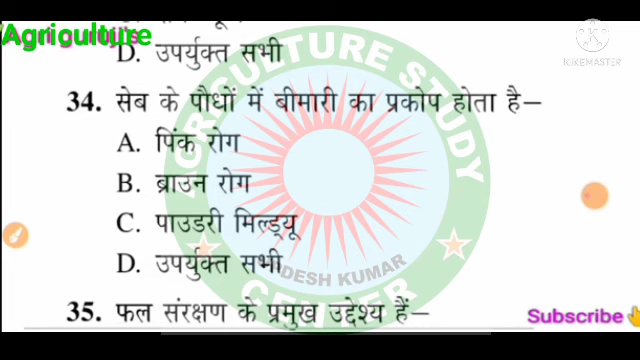 Agriculture
D. उपर्युक्त सभी
KINEMASTER
34. सेब के पौधों में बीमारी का प्रकोप होता है–
A. पिंक रोग
B. ब्राउन रोग
C. पाउडरी मिल्ड्यू
D. उपर्युक्त सभी
35. फल संरक्षण के प्रमुख उद्देश्य हैं–
AGRICULTURE STUDY
ADESH KUMAR
CENTER
Subscribe